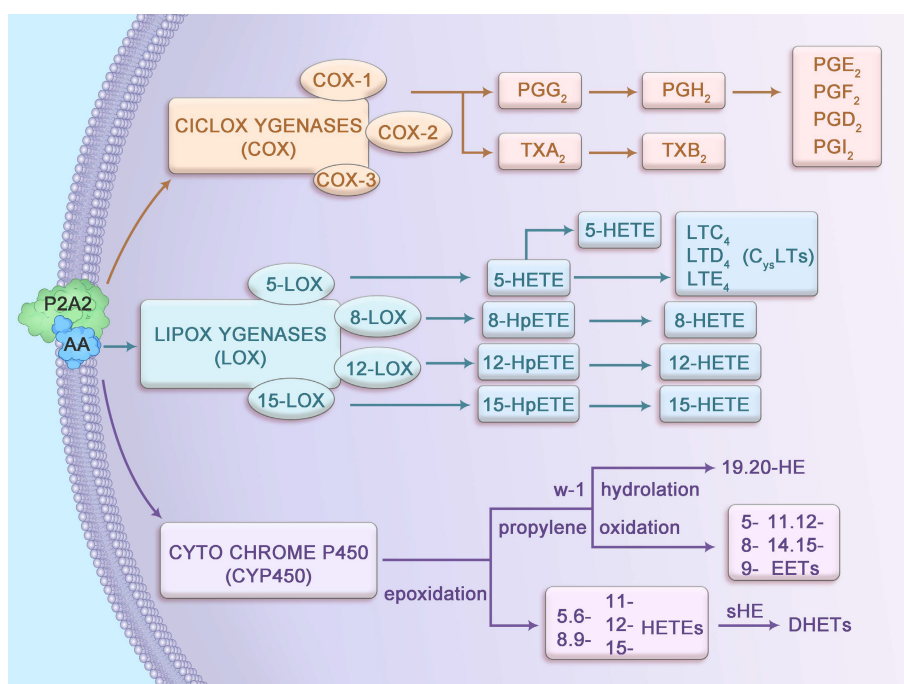 COX-1
CICLOX YGENASES
(COX)
COX-2
COX-3
PGG₂
PGH₂
PGE₂
PGF₂
PGD₂
PGI₂
TXA₂
TXB₂
P2A2
AA
5-LOX
LIPOX YGENASES
(LOX)
8-LOX
12-LOX
15-LOX
5-HETE
5-HETE
LTC₄
LTD₄ (CysLTs)
LTE₄
8-HpETE
8-HETE
12-HpETE
12-HETE
15-HpETE
15-HETE
CYTO CHROME P450
(CYP450)
epoxidation
w-1 hydrolation
propylene oxidation
19.20-HE
5- 11.12-
8- 14.15-
9- EETs
11-
5.6- 12- HETEs
8.9- 15-
sHE
DHETs